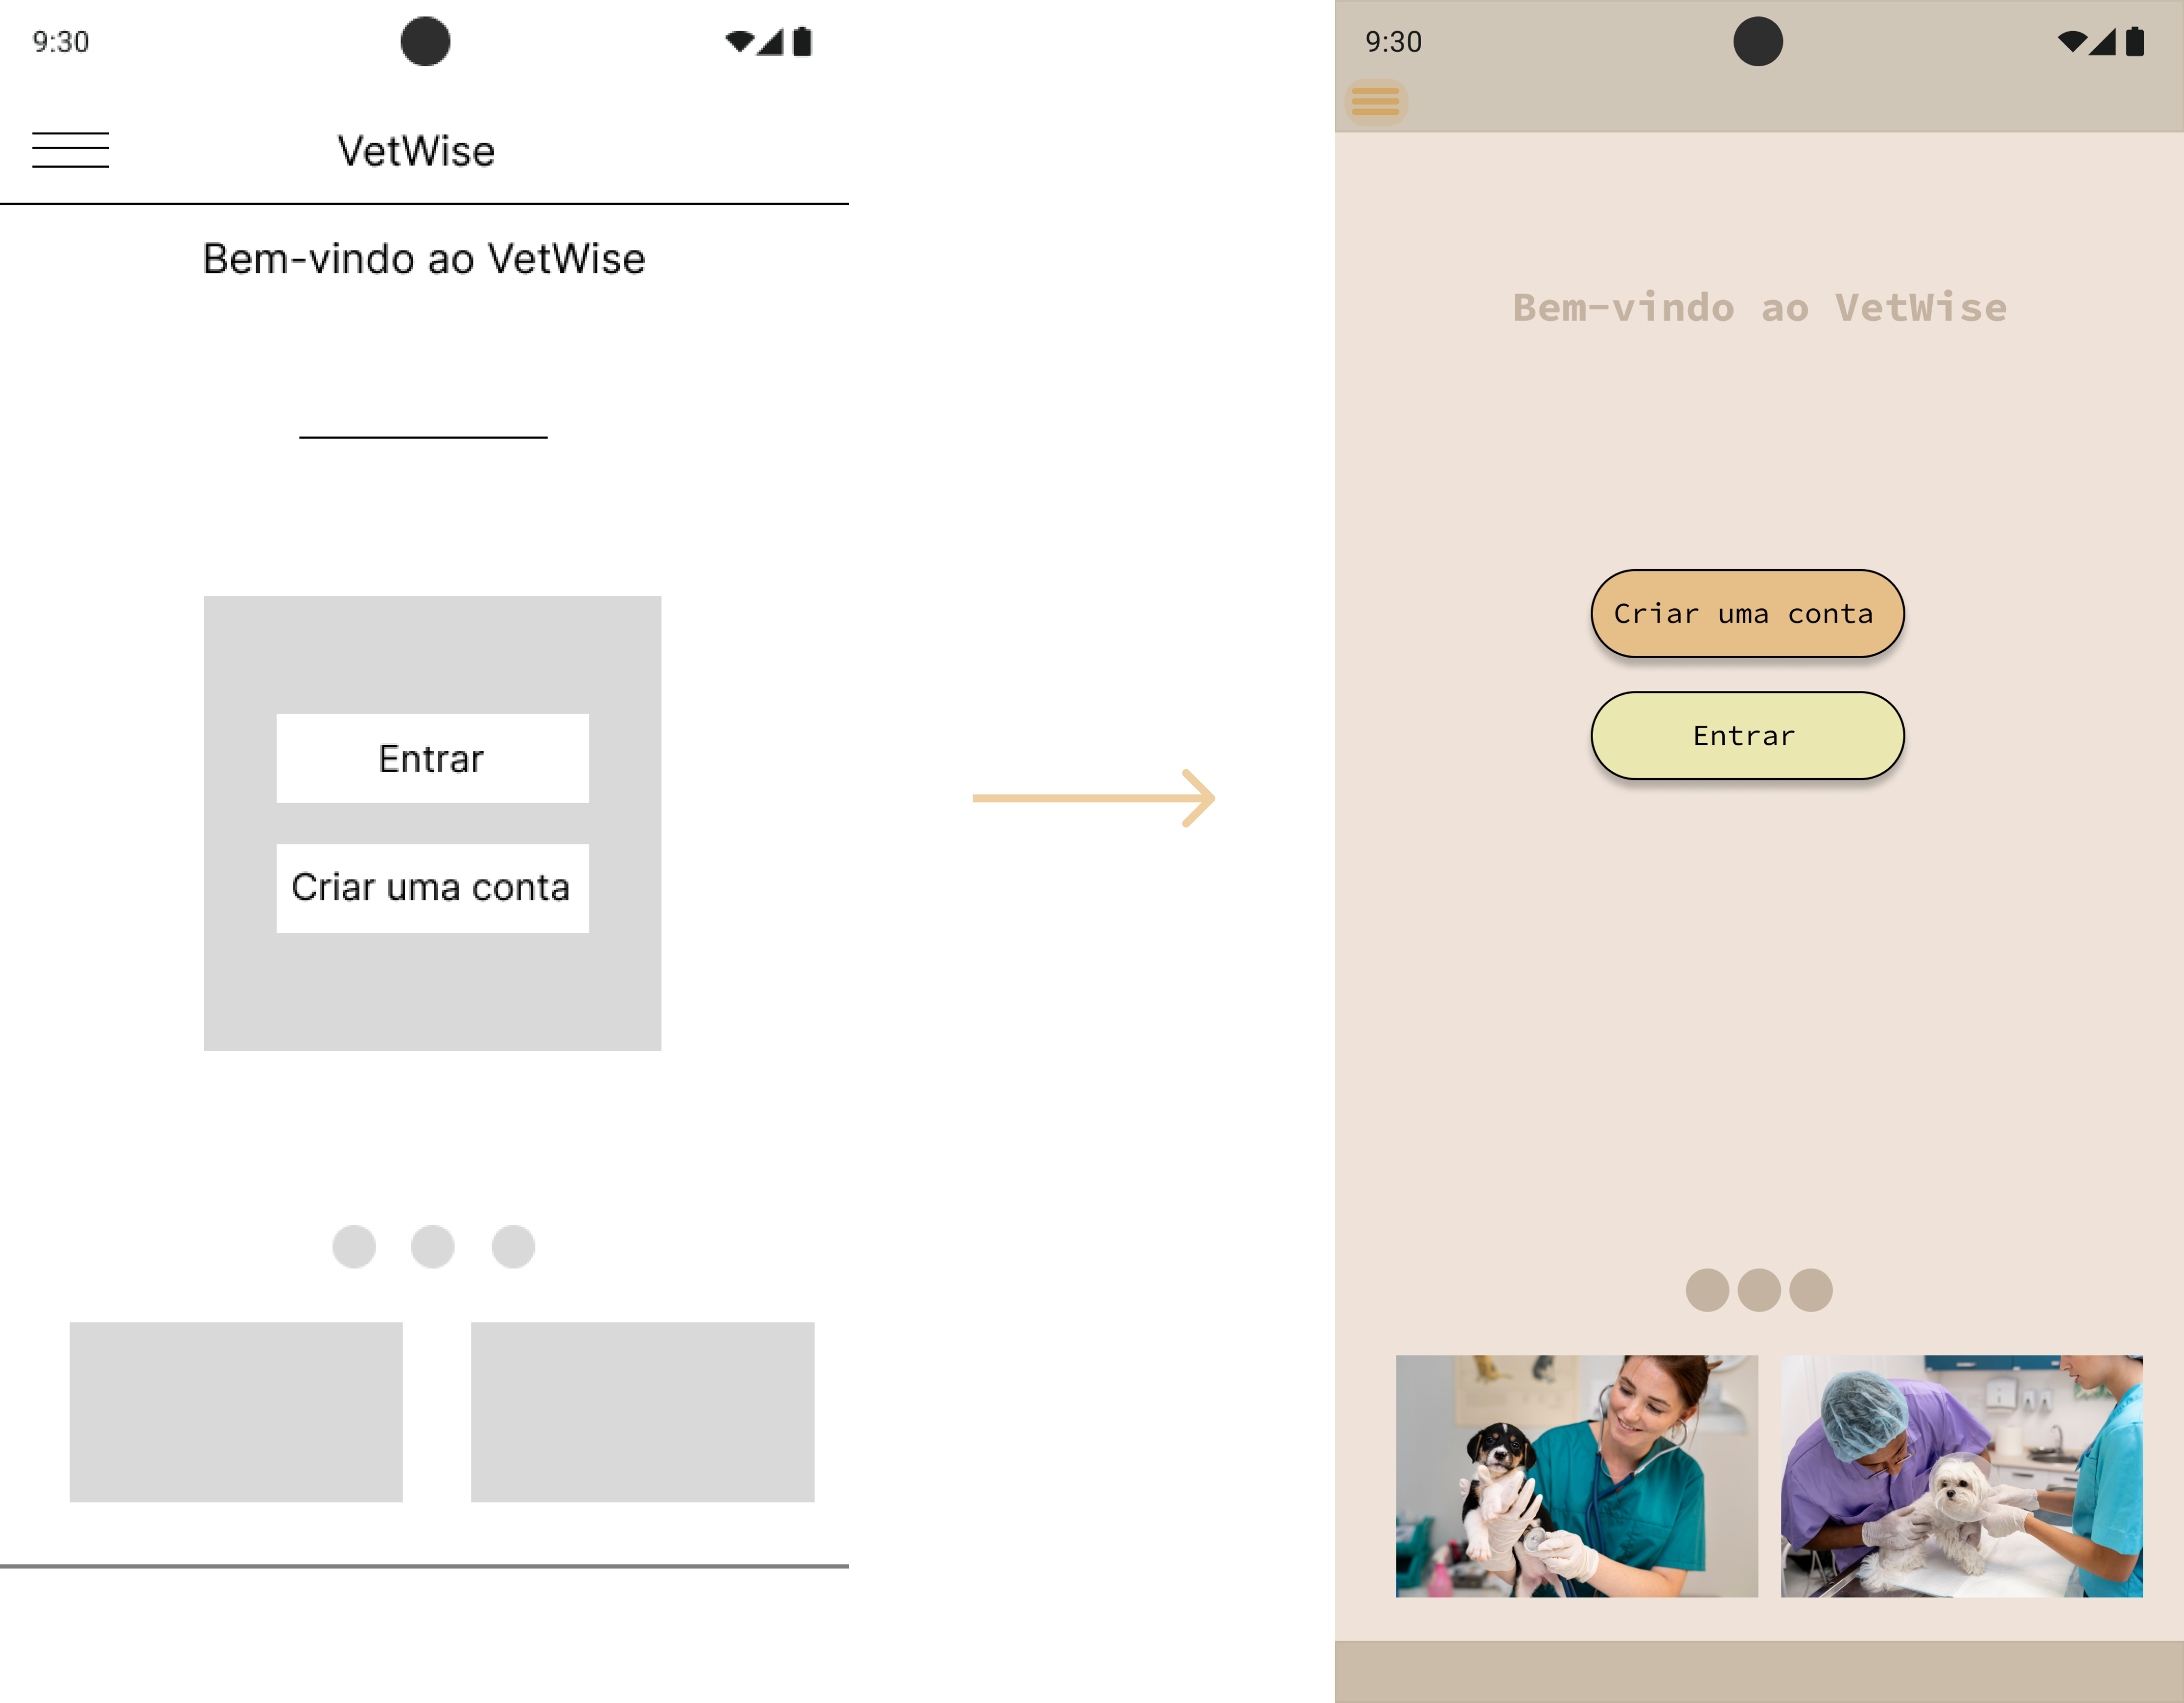 9:30
VetWise
Bem-vindo ao VetWise
Entrar
Criar uma conta
9:30
Bem-vindo ao VetWise
Criar uma conta
Entrar